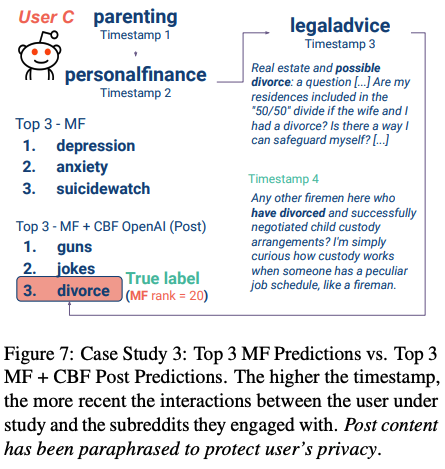 User C
parenting
Timestamp 1
personalfinance
Timestamp 2
legaladvice
Timestamp 3
Real estate and possible
divorce: a question [...] Are my
residences included in the
"50/50" divide if the wife and I
had a divorce? Is there a way I
can safeguard myself? [...]
Timestamp 4
Any other firemen here who
have divorced and successfully
negotiated child custody
arrangements? I'm simply
curious how custody works
when someone has a peculiar
job schedule, like a fireman.
Top 3 - MF
1. depression
2. anxiety
3. suicidewatch
Top 3 - MF + CBF OpenAI (Post)
1. guns
2. jokes
3. divorce
True label
(MF rank = 20)
Figure 7: Case Study 3: Top 3 MF Predictions vs. Top 3
MF + CBF Post Predictions. The higher the timestamp,
the more recent the interactions between the user under
study and the subreddits they engaged with. Post content
has been paraphrased to protect user's privacy.